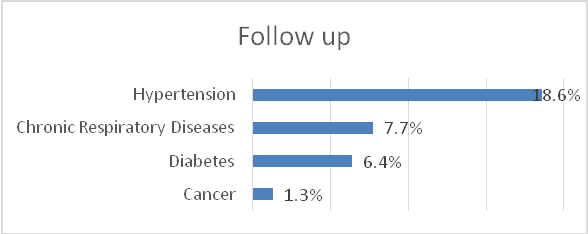 Follow up
Hypertension 18.6%
Chronic Respiratory Diseases 7.7%
Diabetes 6.4%
Cancer 1.3%